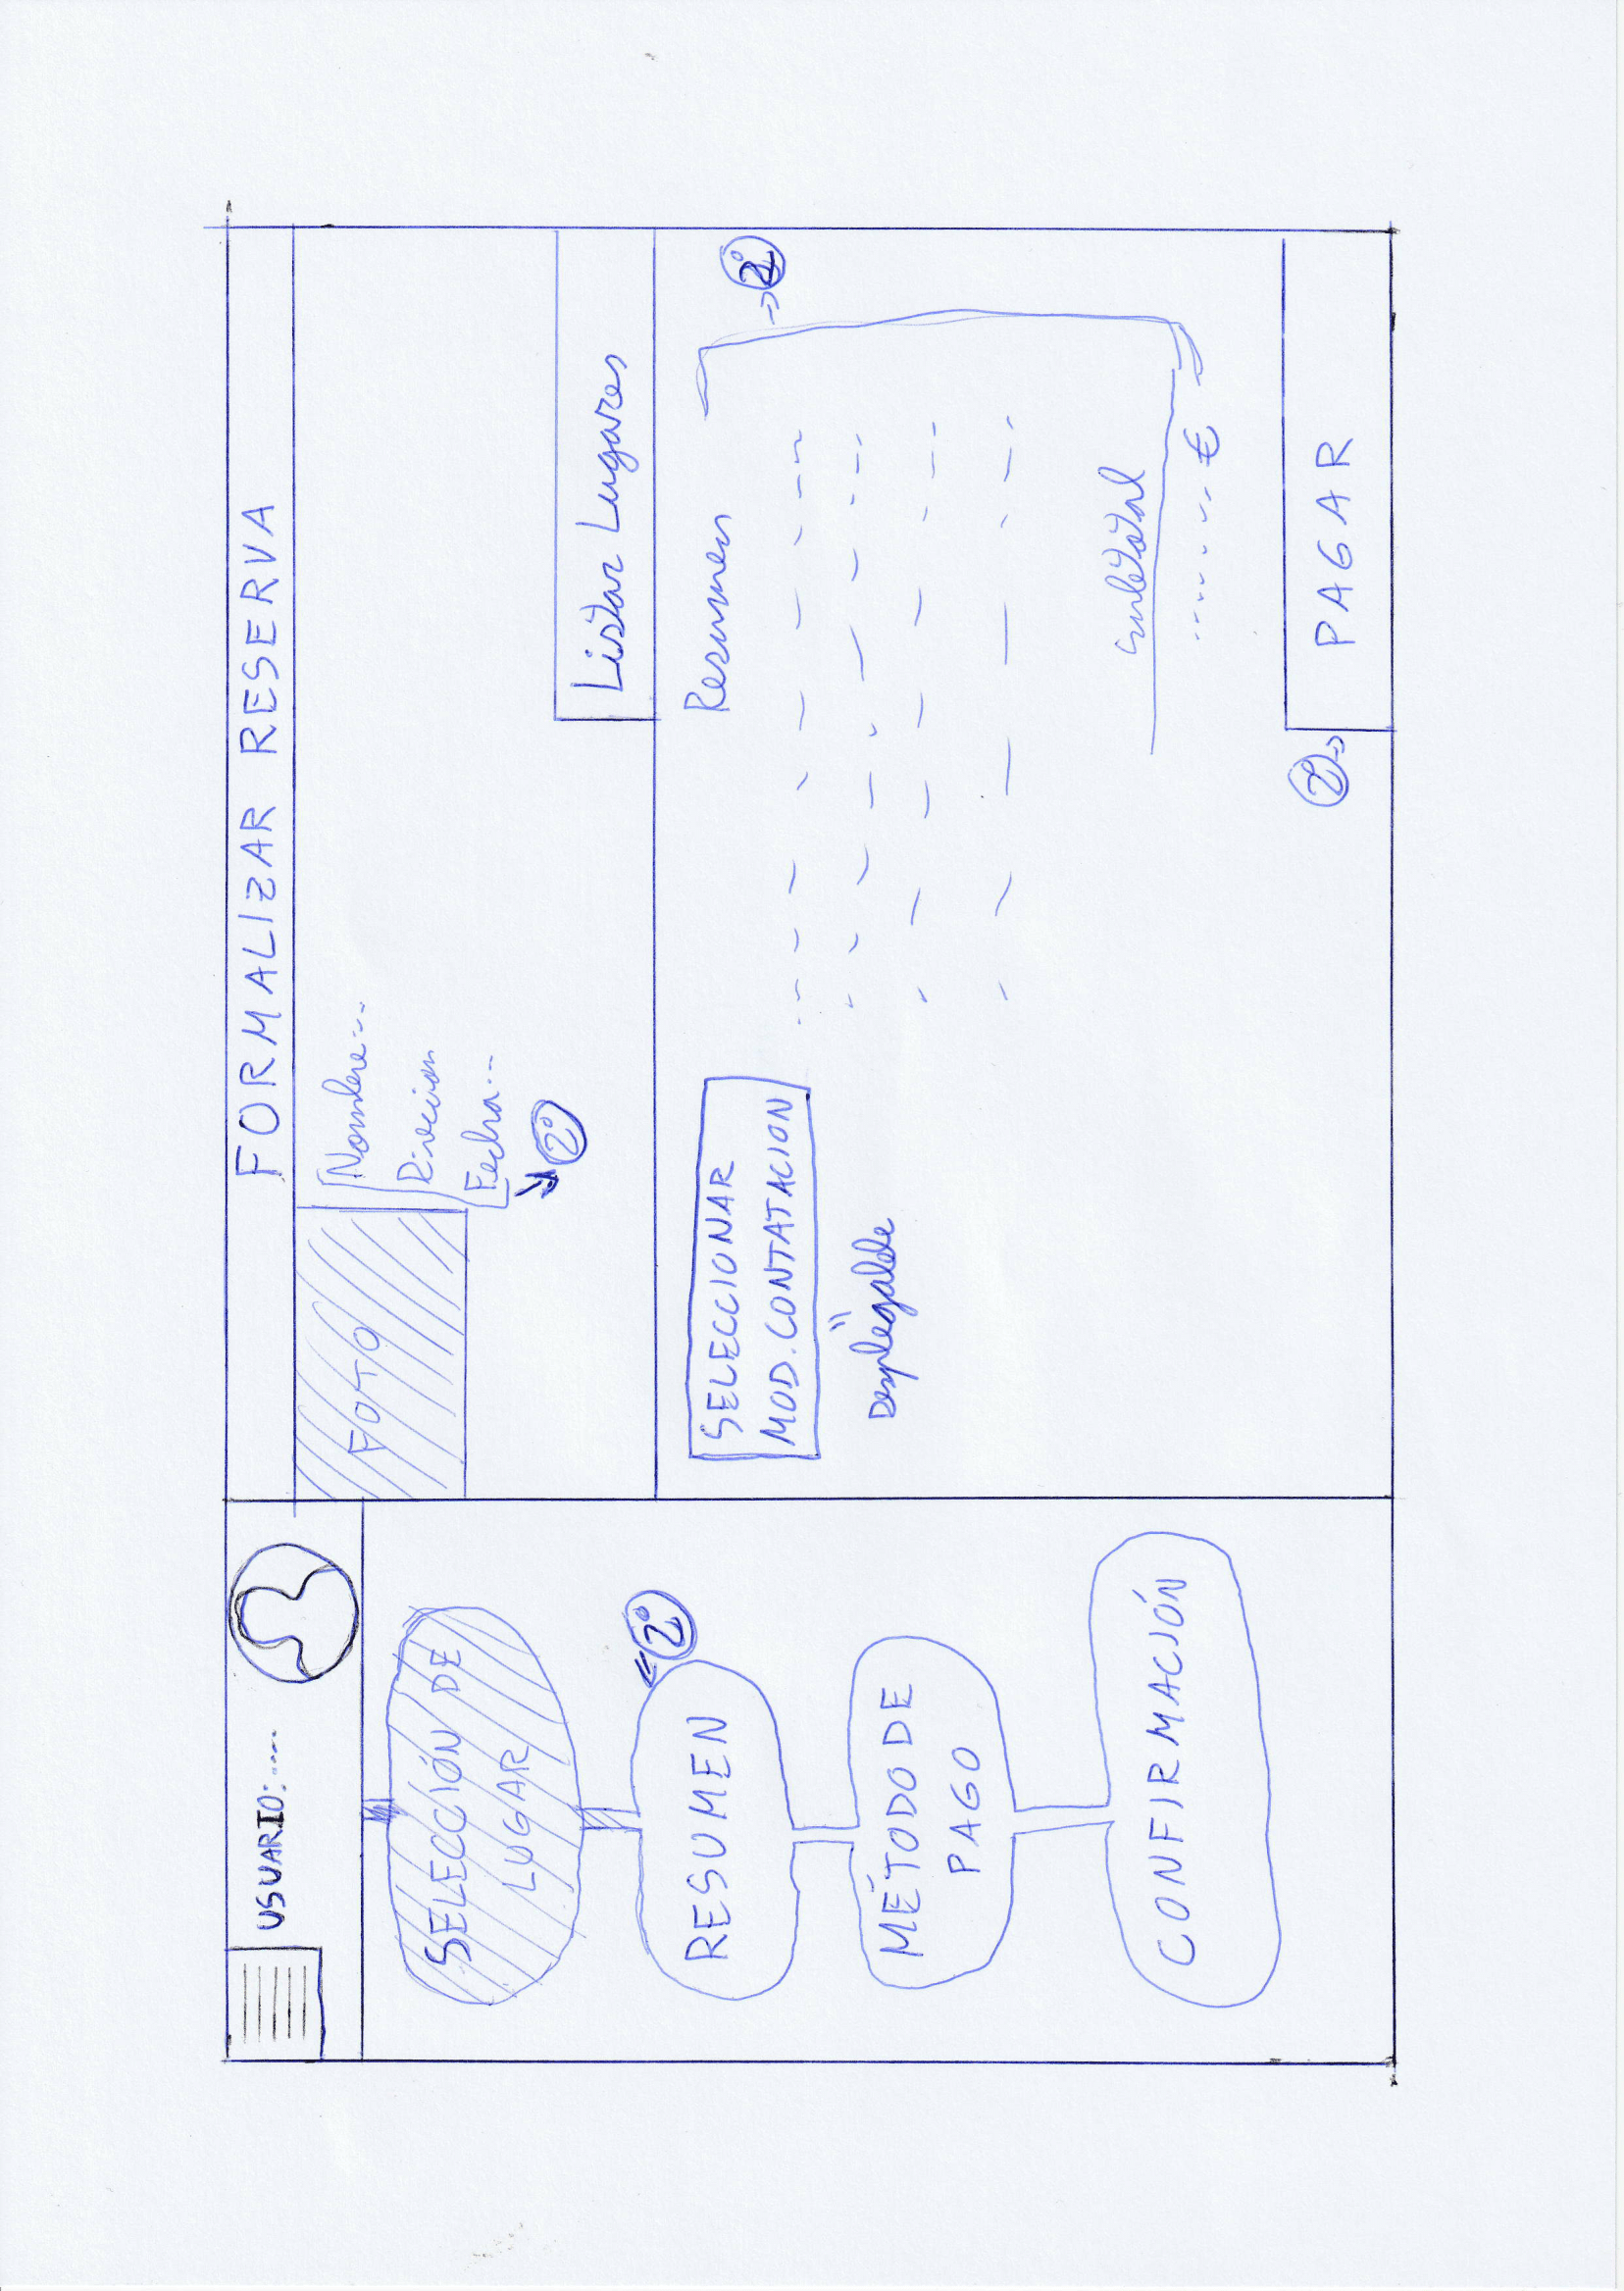 USUARIO:....
SELECCIÓN DE
LUGAR
2º
RESUMEN
MÉTODO DE
PAGO
CONFIRMACIÓN
FORMALIZAR RESERVA
FOTO
Nombre...
Direcion
Fecha...
2º
Listar Lugares
SELECCIONAR
MOD. CONTATACION
Desplegable
Resumen
2º
subtotal
€
2º
PAGAR